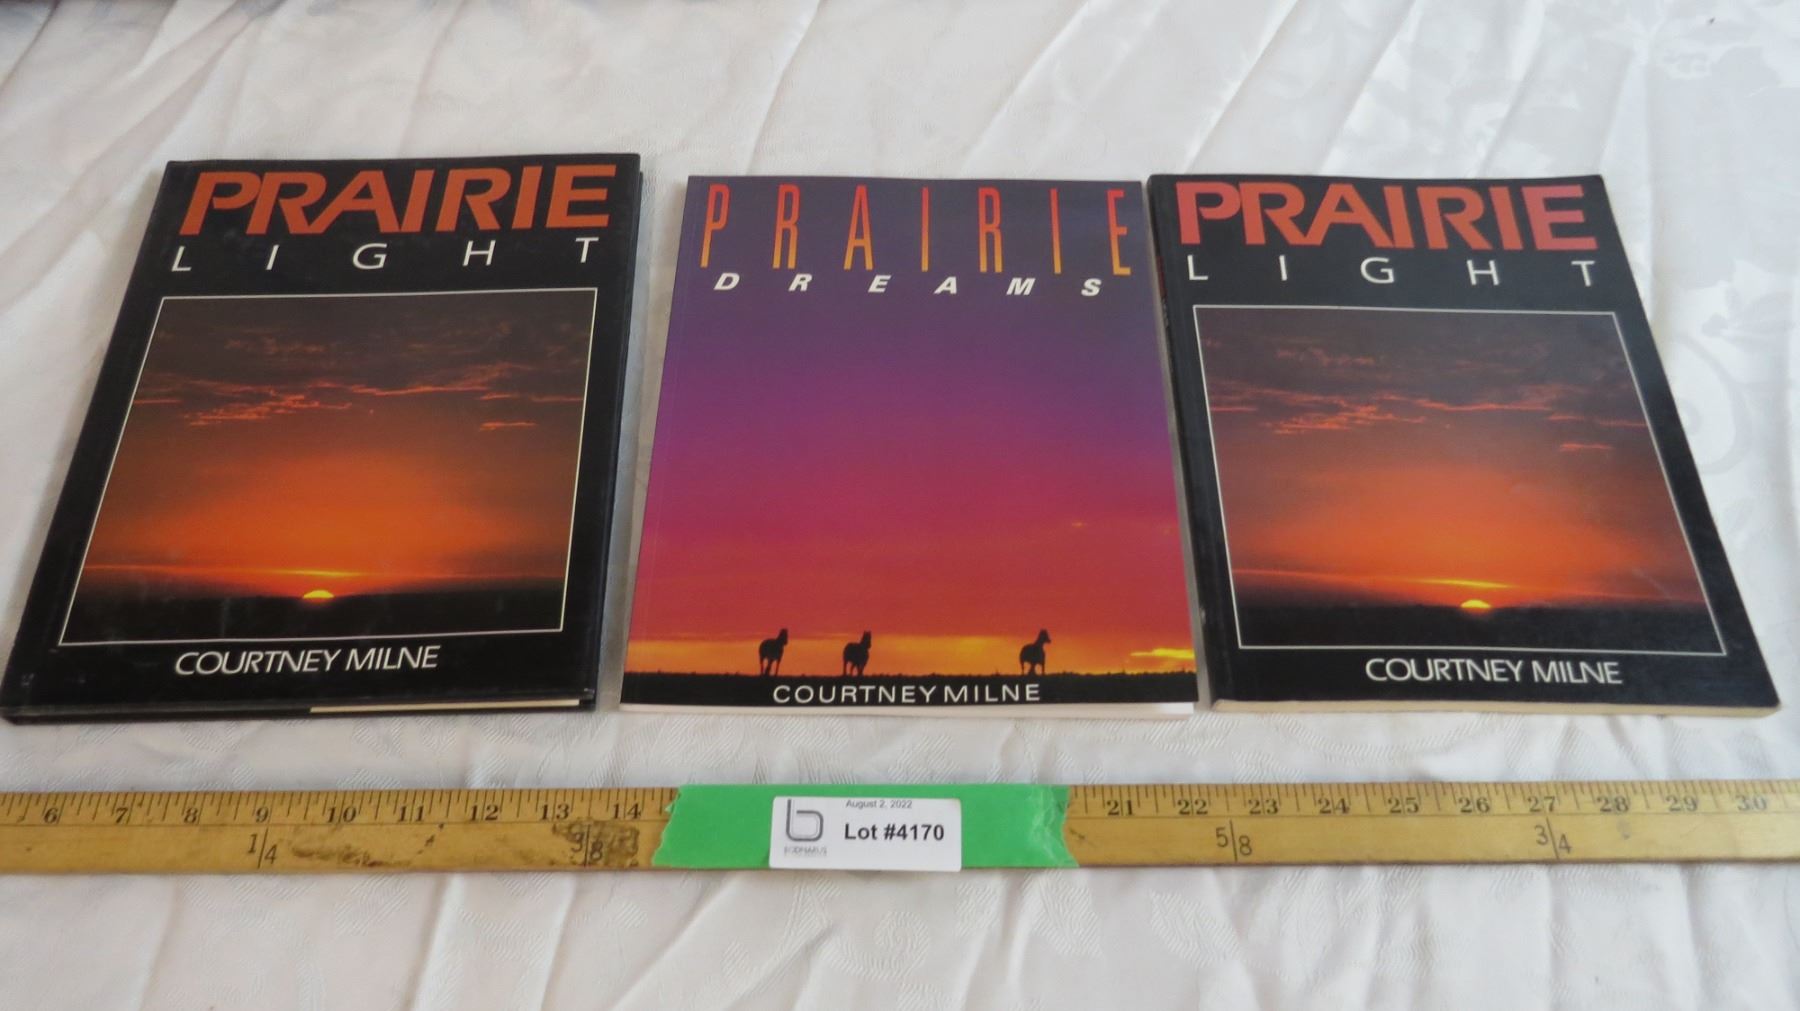 PRAIRIE
LIGHT
COURTNEY MILNE
PRAIRIE
DREAMS
COURTNEY MILNE
PRAIRIE
LIGHT
COURTNEY MILNE
6 7 8 9 10 11 12 13 14 21 22 23 24 25 26 27 28 29 30
1/4 3/8 5/8 3/4
August 2, 2022
b
Lot #4170